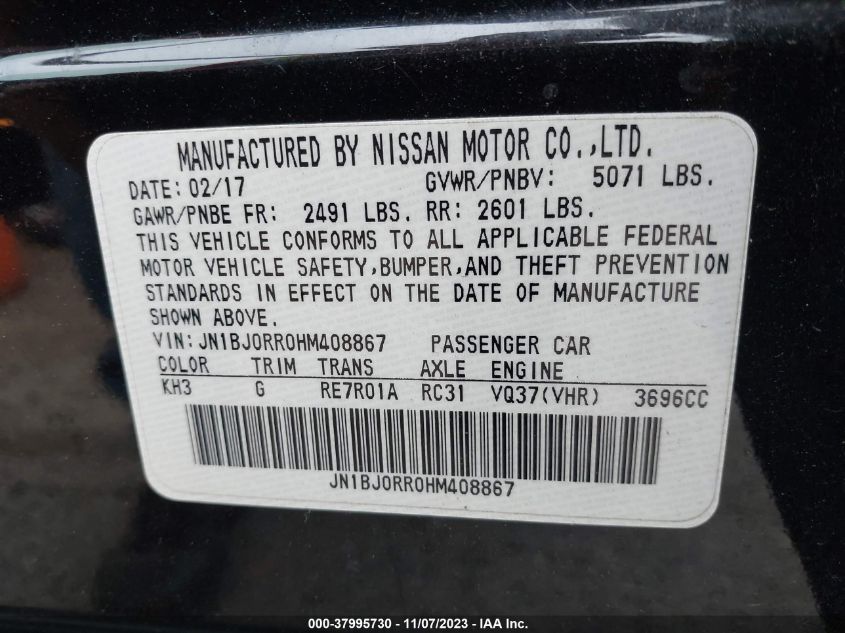 MANUFACTURED BY NISSAN MOTOR CO.,LTD.
DATE: 02/17 GVWR/PNBV: 5071 LBS.
GAWR/PNBE FR: 2491 LBS. RR: 2601 LBS.
THIS VEHICLE CONFORMS TO ALL APPLICABLE FEDERAL
MOTOR VEHICLE SAFETY,BUMPER,AND THEFT PREVENTION
STANDARDS IN EFFECT ON THE DATE OF MANUFACTURE
SHOWN ABOVE.
VIN: JN1BJ0RR0HM408867 PASSENGER CAR
COLOR TRIM TRANS AXLE ENGINE
KH3 G RE7R01A RC31 VQ37(VHR) 3696CC
JN1BJ0RR0HM408867
000-37995730 - 11/07/2023 - IAA Inc.